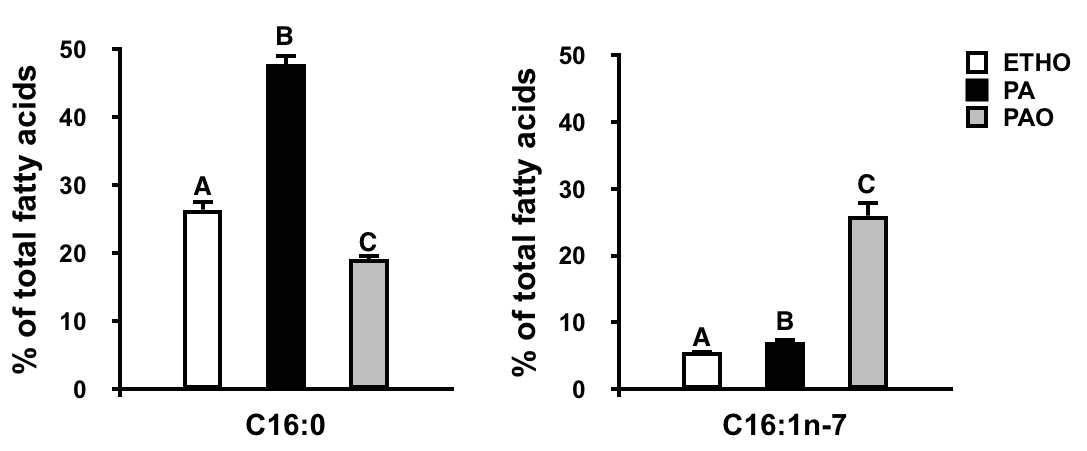 % of total fatty acids
50
40
30
20
10
0
A
B
C
C16:0
% of total fatty acids
50
40
30
20
10
0
A
B
C
C16:1n-7
ETHO
PA
PAO